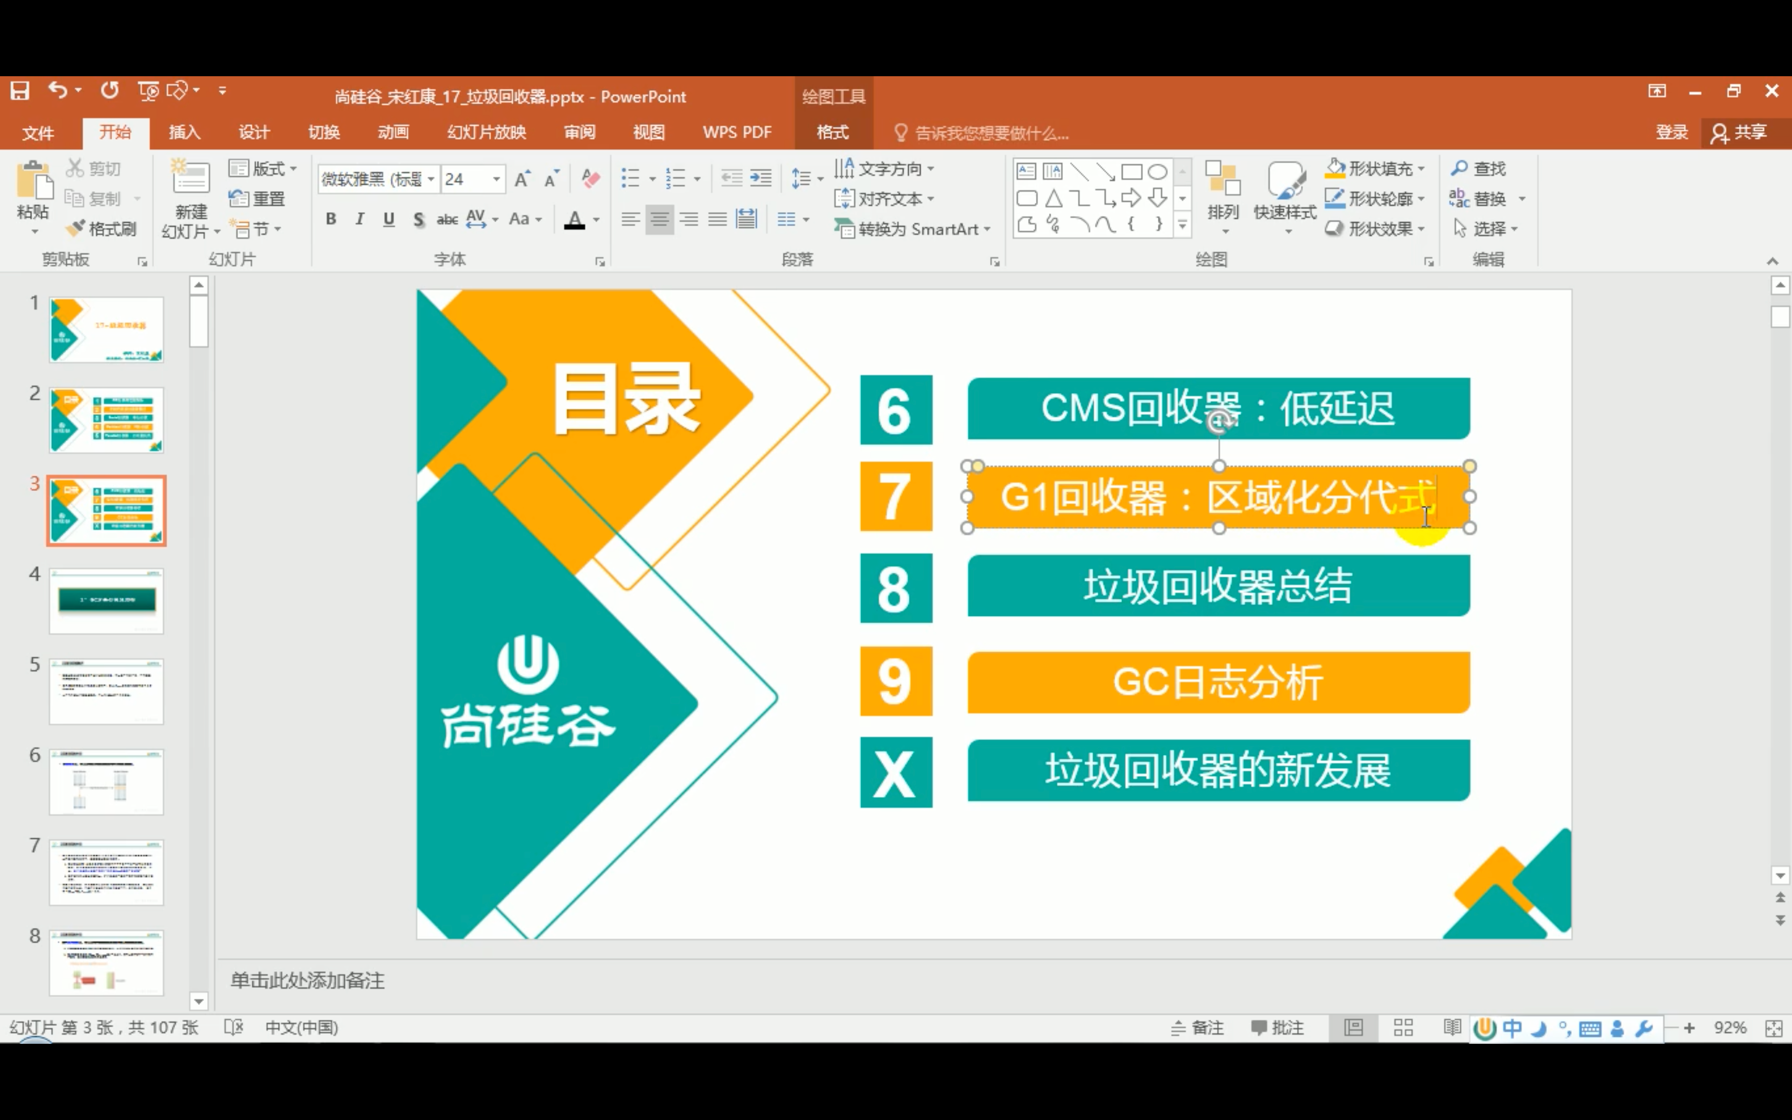 尚硅谷_宋红康_17_垃圾回收器.pptx - PowerPoint
绘图工具
文件
开始
插入
设计
切换
动画
幻灯片放映
审阅
视图
WPS PDF
格式
告诉我您想要做什么...
登录
共享
粘贴
剪切
复制
格式刷
剪贴板
新建
幻灯片
版式
重置
节
幻灯片
微软雅黑 (标题
24
B I U S abc AV Aa A
字体
文字方向
对齐文本
转换为 SmartArt
段落
排列
快速样式
形状填充
形状轮廓
形状效果
绘图
查找
替换
选择
编辑
1
2
3
4
5
6
7
8
目录
尚硅谷
6
CMS回收器：低延迟
7
G1回收器：区域化分代式
8
垃圾回收器总结
9
GC日志分析
X
垃圾回收器的新发展
单击此处添加备注
幻灯片 第 3 张，共 107 张
中文(中国)
备注
批注
中
92%